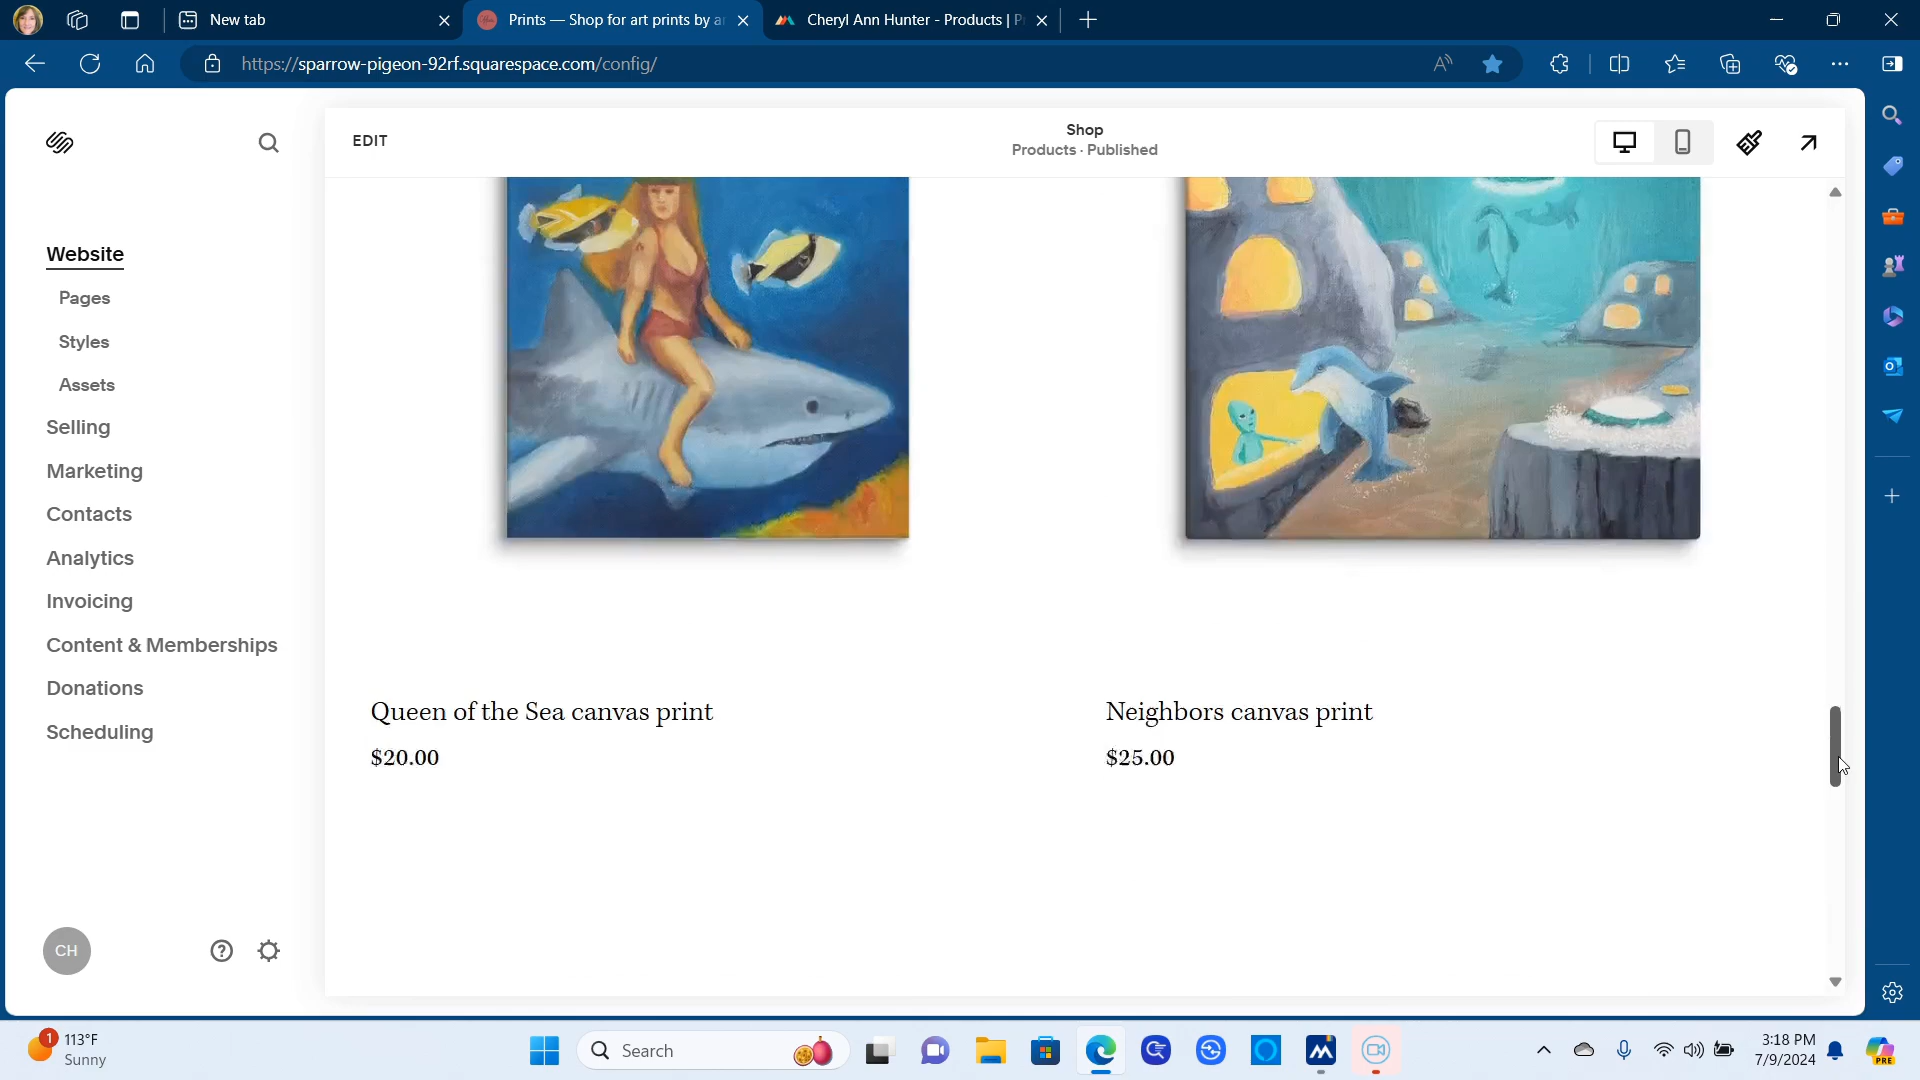 New tab
Prints — Shop for art prints by a
Cheryl Ann Hunter - Products | P
https://sparrow-pigeon-92rf.squarespace.com/config/
EDIT
Shop
Products · Published
Website
Pages
Styles
Assets
Selling
Marketing
Contacts
Analytics
Invoicing
Content & Memberships
Donations
Scheduling
CH
Queen of the Sea canvas print
$20.00
Neighbors canvas print
$25.00
1
113°F
Sunny
Search
3:18 PM
7/9/2024
PRE